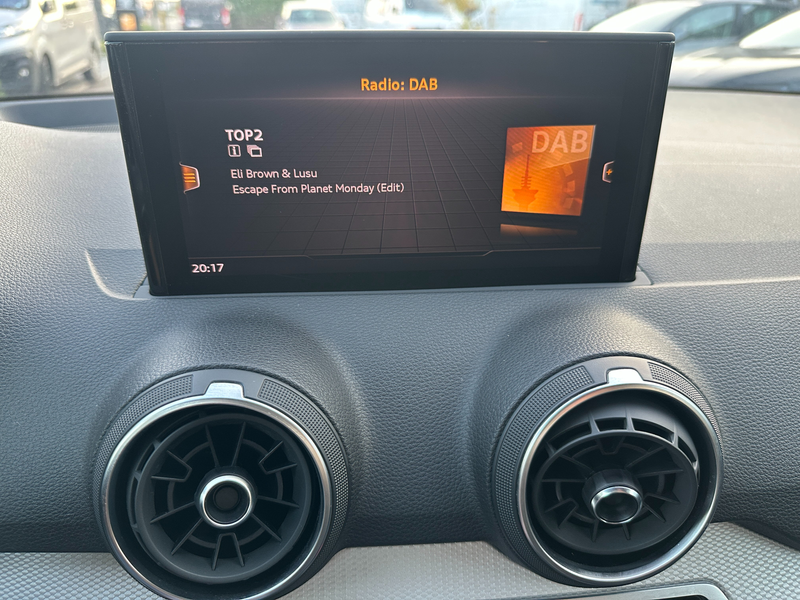 Radio: DAB
TOP2
DAB
Eli Brown & Lusu
Escape From Planet Monday (Edit)
20:17